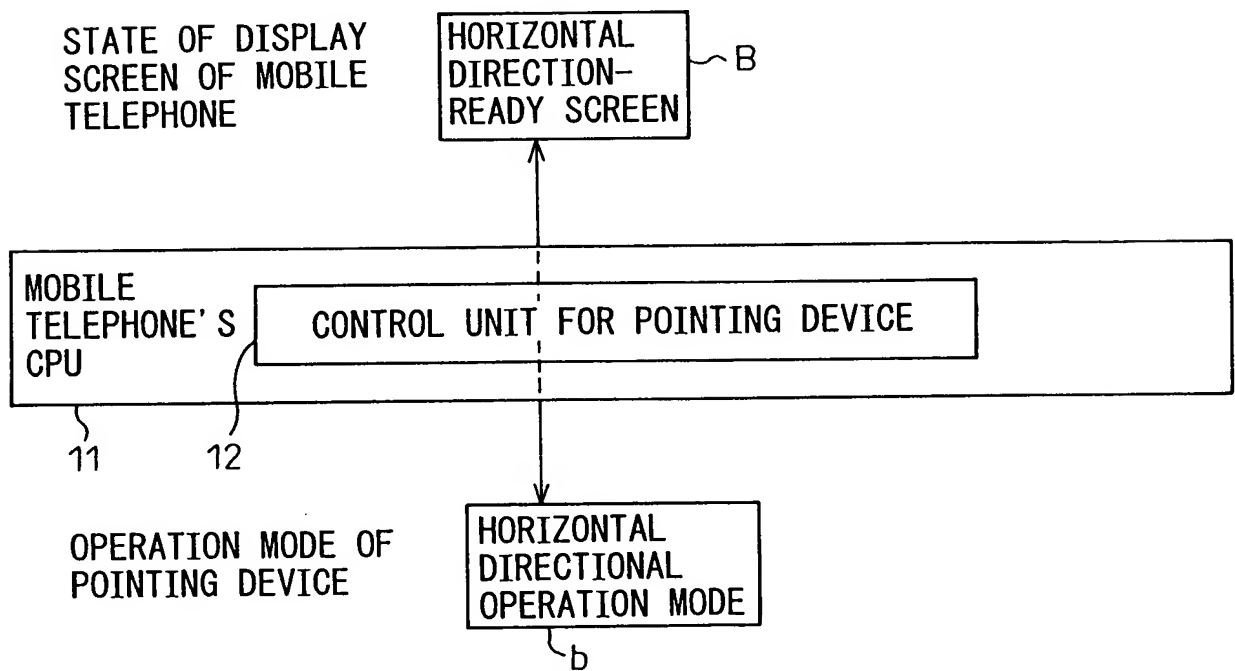 STATE OF DISPLAY
SCREEN OF MOBILE
TELEPHONE
HORIZONTAL
DIRECTION-
READY SCREEN
B
MOBILE
TELEPHONE'S
CPU
CONTROL UNIT FOR POINTING DEVICE
11
12
OPERATION MODE OF
POINTING DEVICE
HORIZONTAL
DIRECTIONAL
OPERATION MODE
b